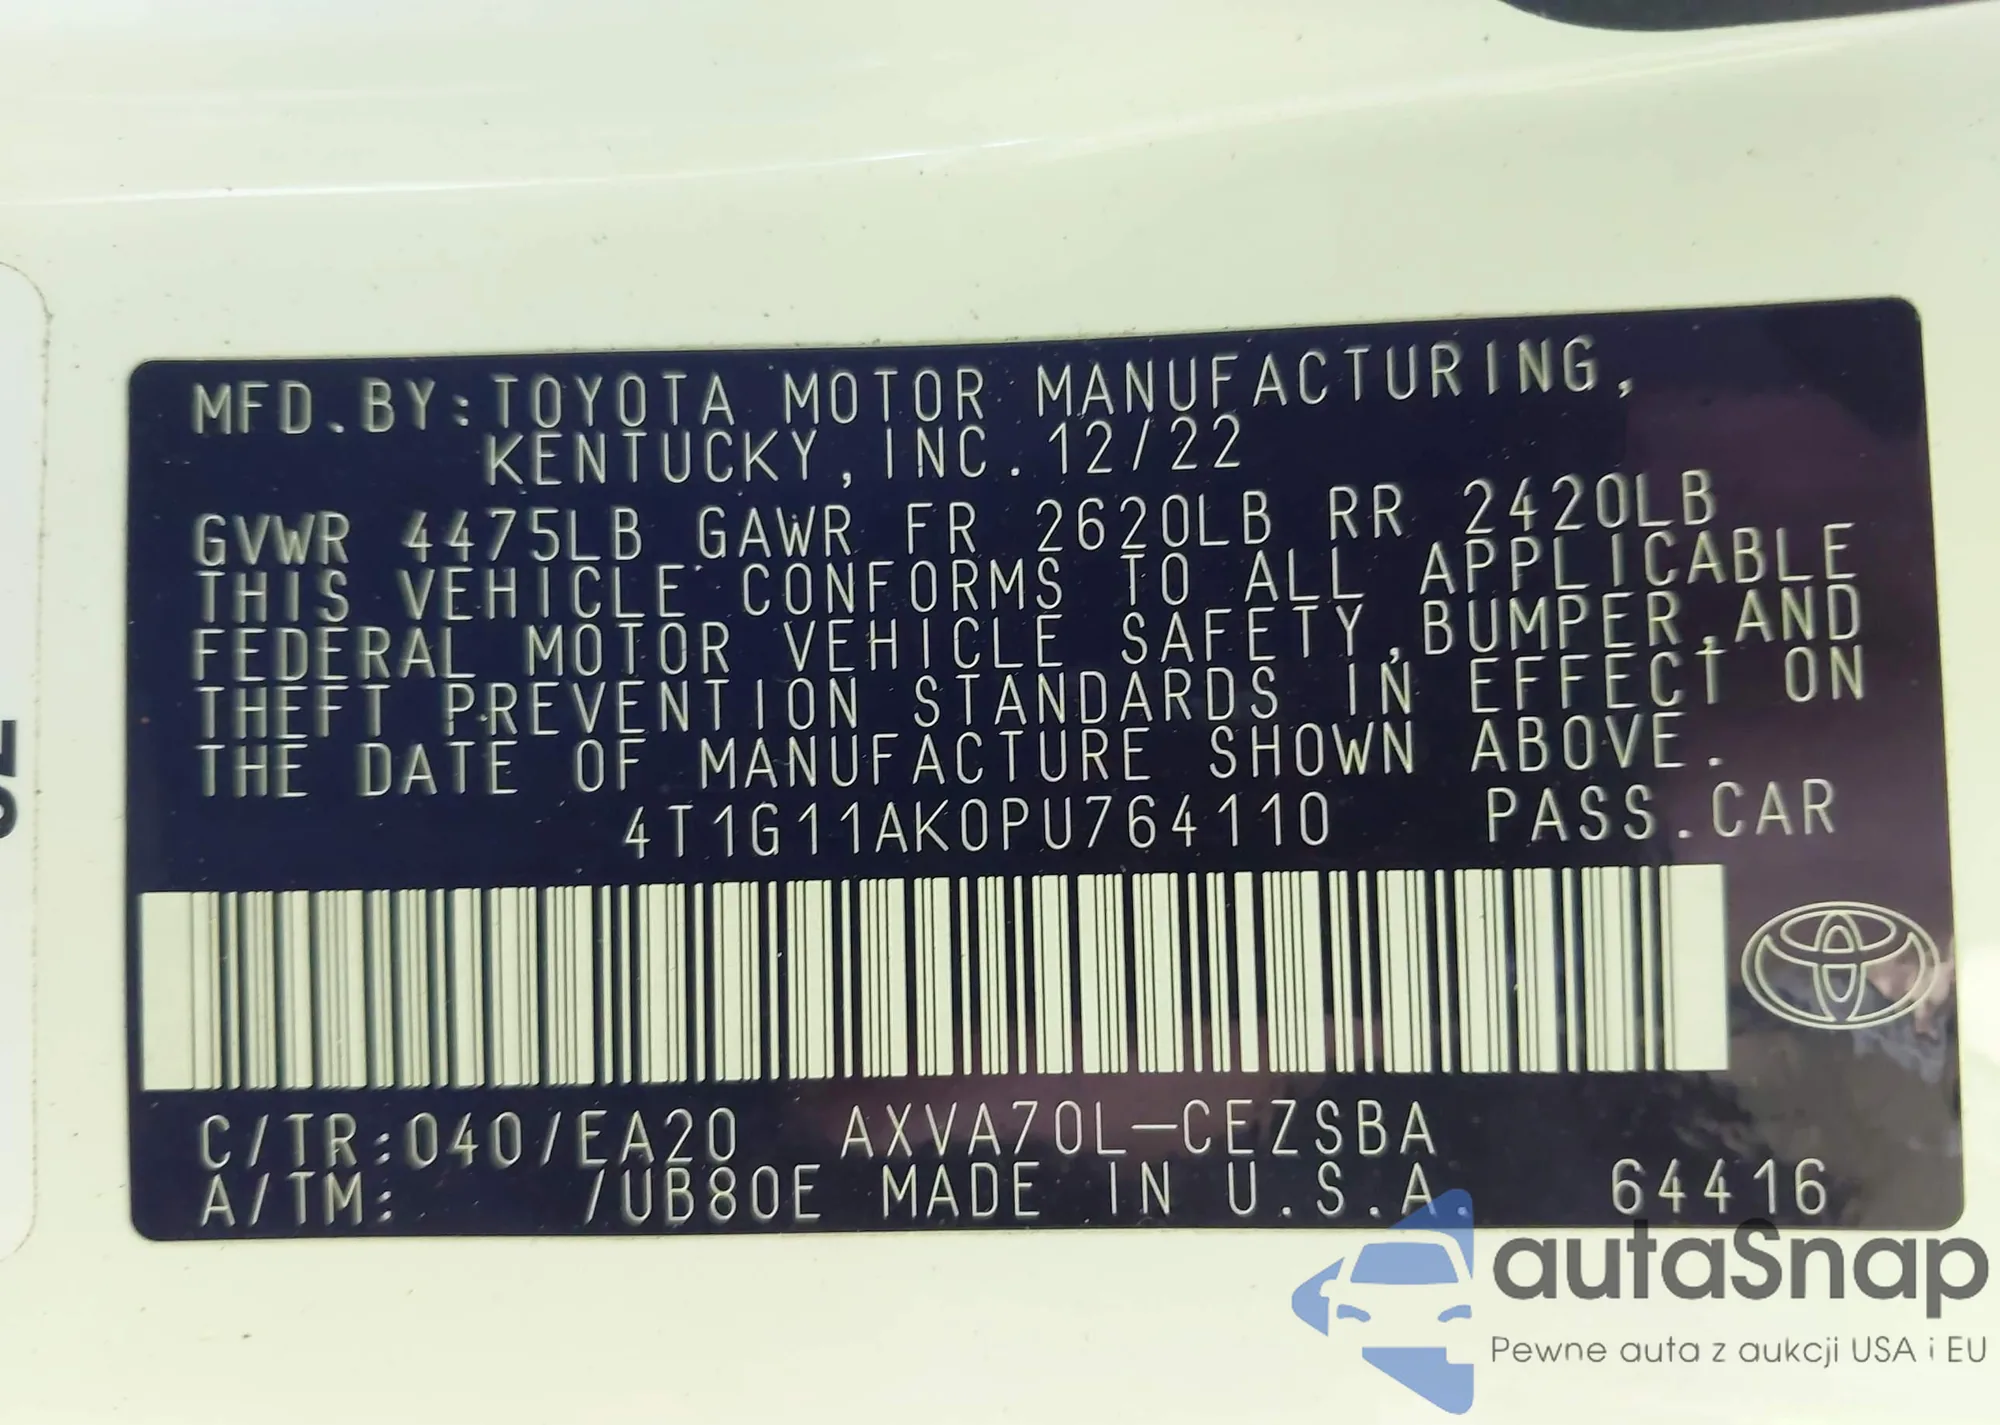 MFD.BY:TOYOTA MOTOR MANUFACTURING,
KENTUCKY,INC. 12/22
GVWR 4475LB GAWR FR 2620LB RR 2420LB
THIS VEHICLE CONFORMS TO ALL APPLICABLE
FEDERAL MOTOR VEHICLE SAFETY,BUMPER,AND
THEFT PREVENTION STANDARDS IN EFFECT ON
THE DATE OF MANUFACTURE SHOWN ABOVE.
4T1G11AK0PU764110 PASS.CAR
C/TR:040/EA20 AXVA70L-CEZSBA
A/TM: /UB80E MADE IN U.S.A. 64416
autaSnap
Pewne auta z aukcji USA i EU